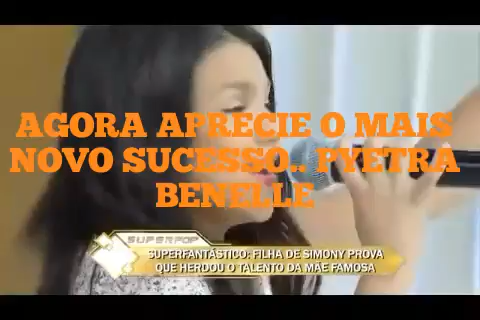 AGORA APRECIE O MAIS
NOVO SUCESSO.. PYETRA
BENELLE
SUPERPOP
SUPERFANTÁSTICO: FILHA DE SIMONY PROVA
QUE HERDOU O TALENTO DA MÃE FAMOSA